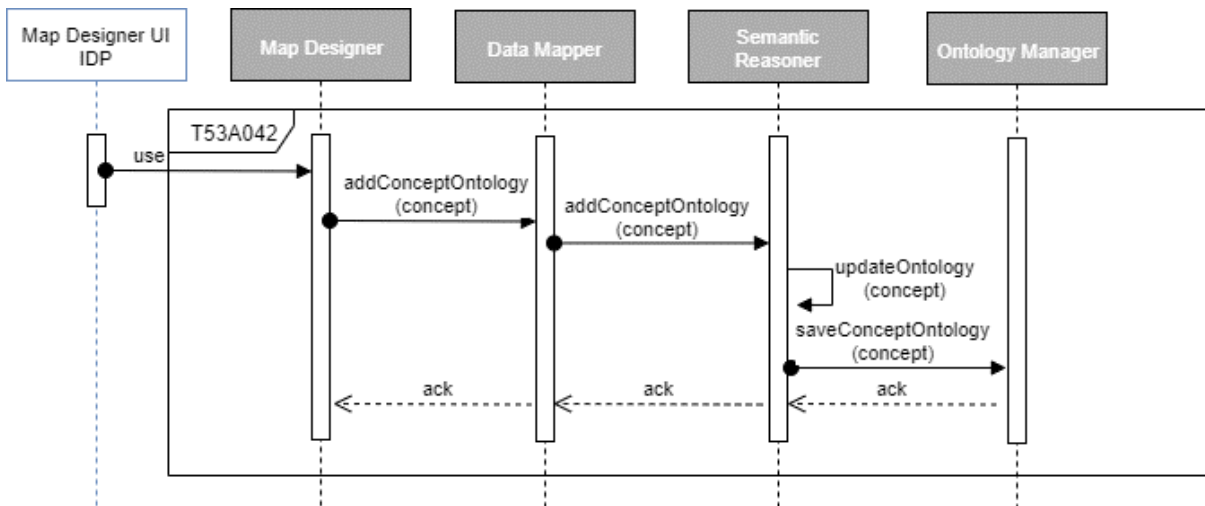 Map Designer UI
IDP
Map Designer
Data Mapper
Semantic
Reasoner
Ontology Manager
T53A042
use
addConceptOntology
(concept)
addConceptOntology
(concept)
updateOntology
(concept)
saveConceptOntology
(concept)
ack
ack
ack